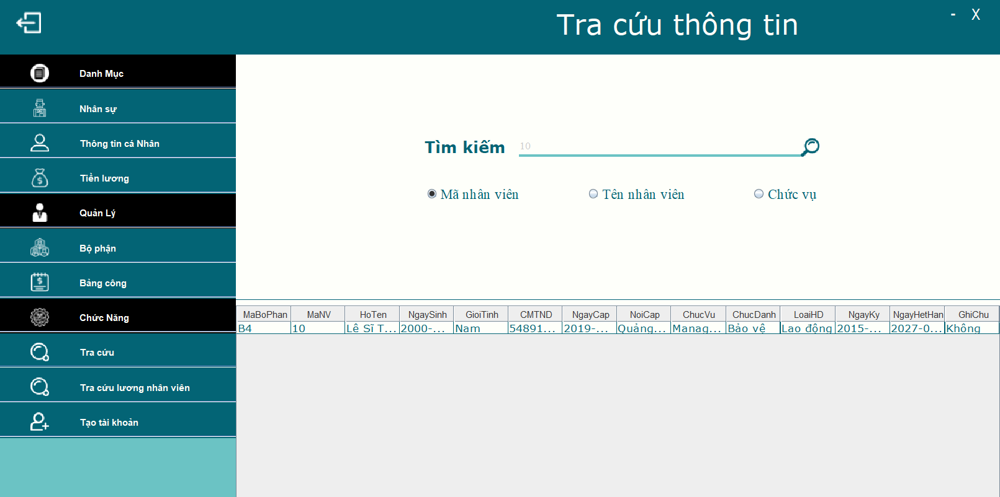 Tra cứu thông tin
- X
Danh Mục
Nhân sự
Thông tin cá Nhân
Tiền lương
Quản Lý
Bộ phận
Bảng công
Chức Năng
Tra cứu
Tra cứu lương nhân viên
Tạo tài khoản
Tìm kiếm 10
Mã nhân viên Tên nhân viên Chức vụ
MaBoPhan MaNV HoTen NgaySinh GioiTinh CMTND NgayCap NoiCap ChucVu ChucDanh LoaiHD NgayKy NgayHetHan GhiChu
B4 10 Lê Sĩ T... 2000-... Nam 54891... 2019-... Quảng... Manag... Bảo vệ Lao động 2015-... 2027-0... Không